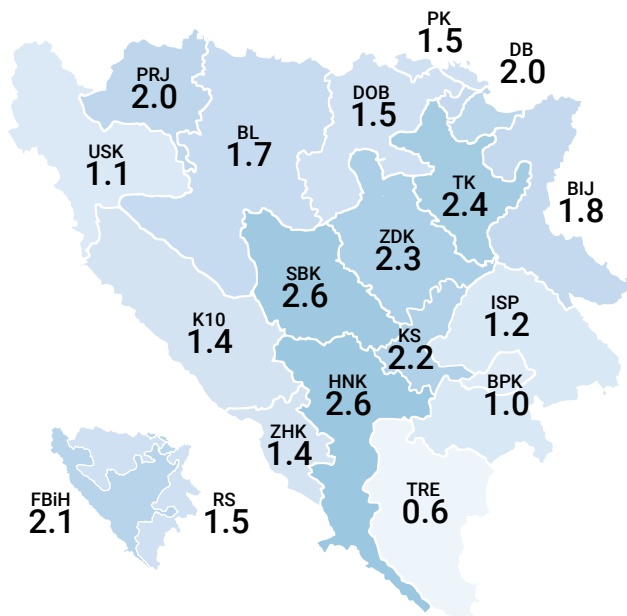 PK
1.5
DB
2.0
PRJ
2.0
DOB
1.5
BL
1.7
USK
1.1
TK
2.4
BIJ
1.8
ZDK
2.3
SBK
2.6
ISP
1.2
K10
1.4
KS
2.2
HNK
2.6
BPK
1.0
ZHK
1.4
TRE
0.6
FBiH
2.1
RS
1.5